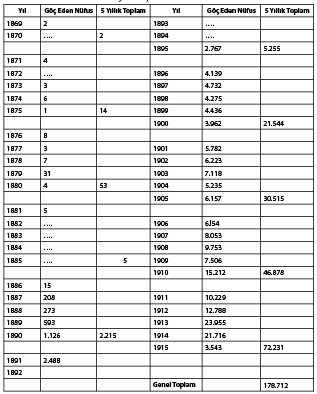 Yıl Göç Eden Nüfus 5 Yıllık Toplam Yıl Göç Eden Nüfus 5 Yıllık Toplam
1869 2 1893 ....
1870 .... 2 1894 ....
1895 2.767 5.255
1871 4
1872 .... 1896 4.139
1873 3 1897 4.732
1874 6 1898 4.275
1875 1 14 1899 4.436
1900 3.962 21.544
1876 8
1877 3 1901 5.782
1878 7 1902 6.223
1879 31 1903 7.118
1880 4 53 1904 5.235
1905 6.157 30.515
1881 5
1882 .... 1906 6.154
1883 .... 1907 8.053
1884 .... 1908 9.753
1885 .... 5 1909 7.506
1910 15.212 46.878
1886 15
1887 208 1911 10.229
1888 273 1912 12.788
1889 593 1913 23.955
1890 1.126 2.215 1914 21.716
1915 3.543 72.231
1891 2.488
1892
Genel Toplam 178.712